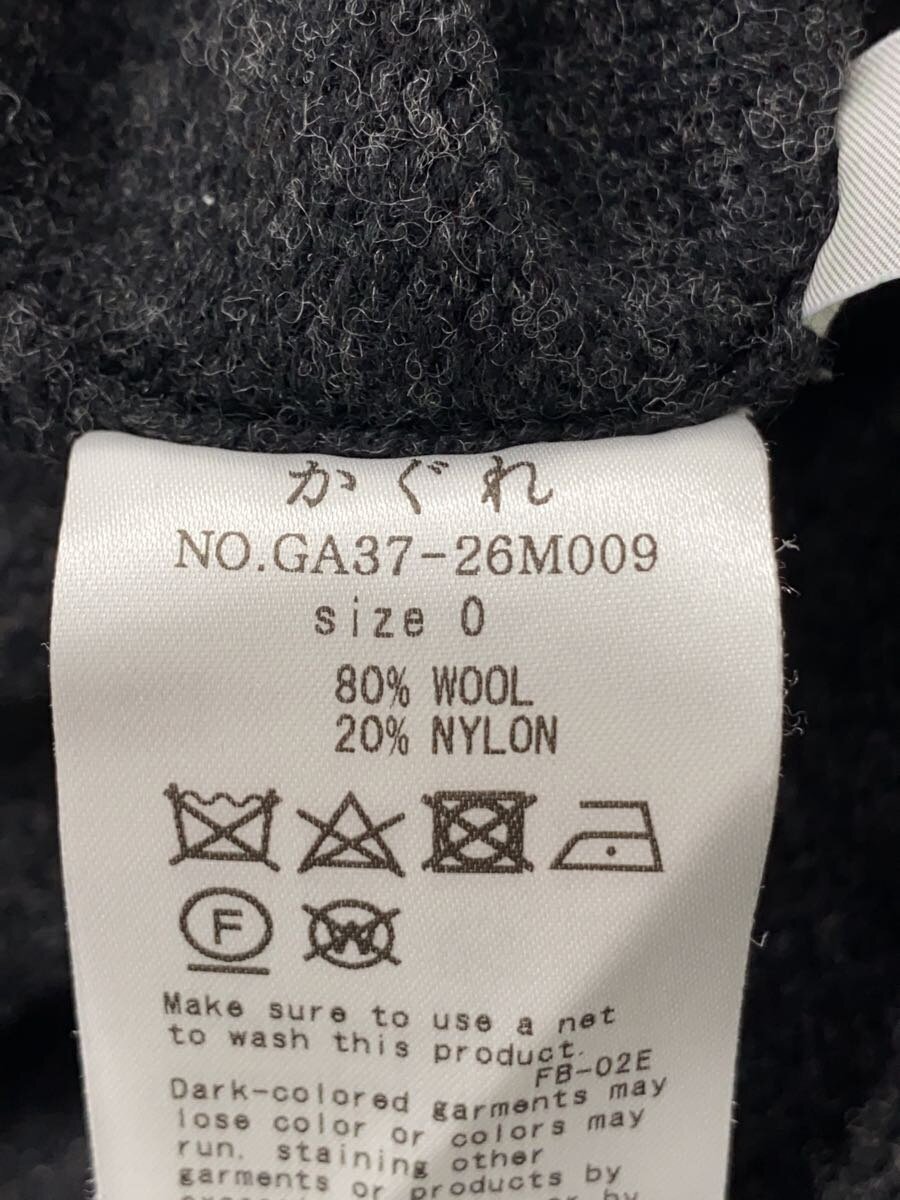 かぐれ
NO.GA37-26M009
size 0
80% WOOL
20% NYLON
F
W
Make sure to use a net
to wash this product.
FB-02E
Dark-colored garments may
lose color or colors may
run, staining other
garments or products by